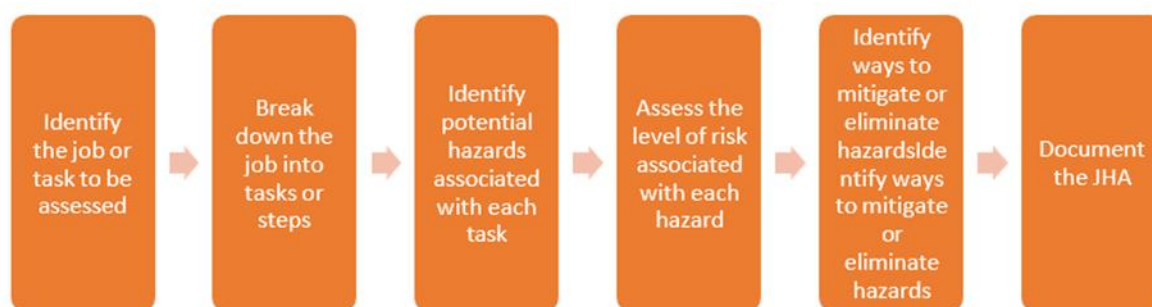 Identify
the job or
task to be
assessed
Break
down the
job into
tasks or
steps
Identify
potential
hazards
associated
with each
task
Assess the
level of risk
associated
with each
hazard
Identify
ways to
mitigate or
eliminate
hazardsIde
ntify ways
to mitigate
or
eliminate
hazards
Document
the JHA